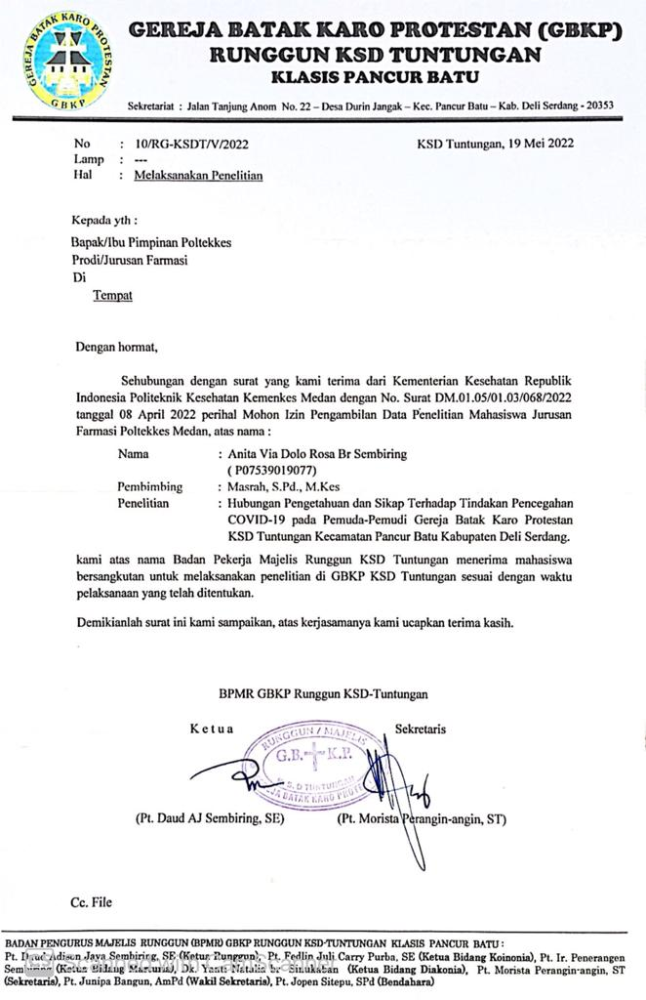 GEREJA BATAK KARO PROTESTAN (GBKP)
RUNGGUN KSD TUNTUNGAN
KLASIS PANCUR BATU
Sekretariat : Jalan Tanjung Anom No. 22 – Desa Durin Jangak – Kec. Pancur Batu – Kab. Deli Serdang - 20353
GEREJA BATAK KARO PROTESTAN
GBKP
No : 10/RG-KSDT/V/2022 KSD Tuntungan, 19 Mei 2022
Lamp : ---
Hal : Melaksanakan Penelitian
Kepada yth :
Bapak/Ibu Pimpinan Poltekkes
Prodi/Jurusan Farmasi
Di
Tempat
Dengan hormat,
Sehubungan dengan surat yang kami terima dari Kementerian Kesehatan Republik
Indonesia Politeknik Kesehatan Kemenkes Medan dengan No. Surat DM.01.05/01.03/068/2022
tanggal 08 April 2022 perihal Mohon Izin Pengambilan Data Penelitian Mahasiswa Jurusan
Farmasi Poltekkes Medan, atas nama :
Nama : Anita Via Dolo Rosa Br Sembiring
( P07539019077)
Pembimbing : Masrah, S.Pd., M.Kes
Penelitian : Hubungan Pengetahuan dan Sikap Terhadap Tindakan Pencegahan
COVID-19 pada Pemuda-Pemudi Gereja Batak Karo Protestan
KSD Tuntungan Kecamatan Pancur Batu Kabupaten Deli Serdang.
kami atas nama Badan Pekerja Majelis Runggun KSD Tuntungan menerima mahasiswa
bersangkutan untuk melaksanakan penelitian di GBKP KSD Tuntungan sesuai dengan waktu
pelaksanaan yang telah ditentukan.
Demikianlah surat ini kami sampaikan, atas kerjasamanya kami ucapkan terima kasih.
BPMR GBKP Runggun KSD-Tuntungan
Ketua Sekretaris
RUNGGUN / MAJELIS
G.B. K.P.
K.S.D TUNTUNGAN
BATAK KARO
(Pt. Daud AJ Sembiring, SE) (Pt. Morista Perangin-angin, ST)
Cc. File
BADAN PENGURUS MAJELIS RUNGGUN (BPMR) GBKP RUNGGUN KSD-TUNTUNGAN KLASIS PANCUR BATU :
Pt. Jaya Sembiring, SE (Ketua Runggun), Pt. Fedlin Juli Carry Purba, SE (Ketua Bidang Koinonia), Pt. Ir. Penerangen
(Ketua Bidang (Ketua Bidang Diakonia), Pt. Morista Perangin-angin, ST
(Sekretaris), Pt. Junipa Bangun, AmPd (Wakil Sekretaris), Pt. Jopen Sitepu, SPd (Bendahara)
Scanned with CamScanner